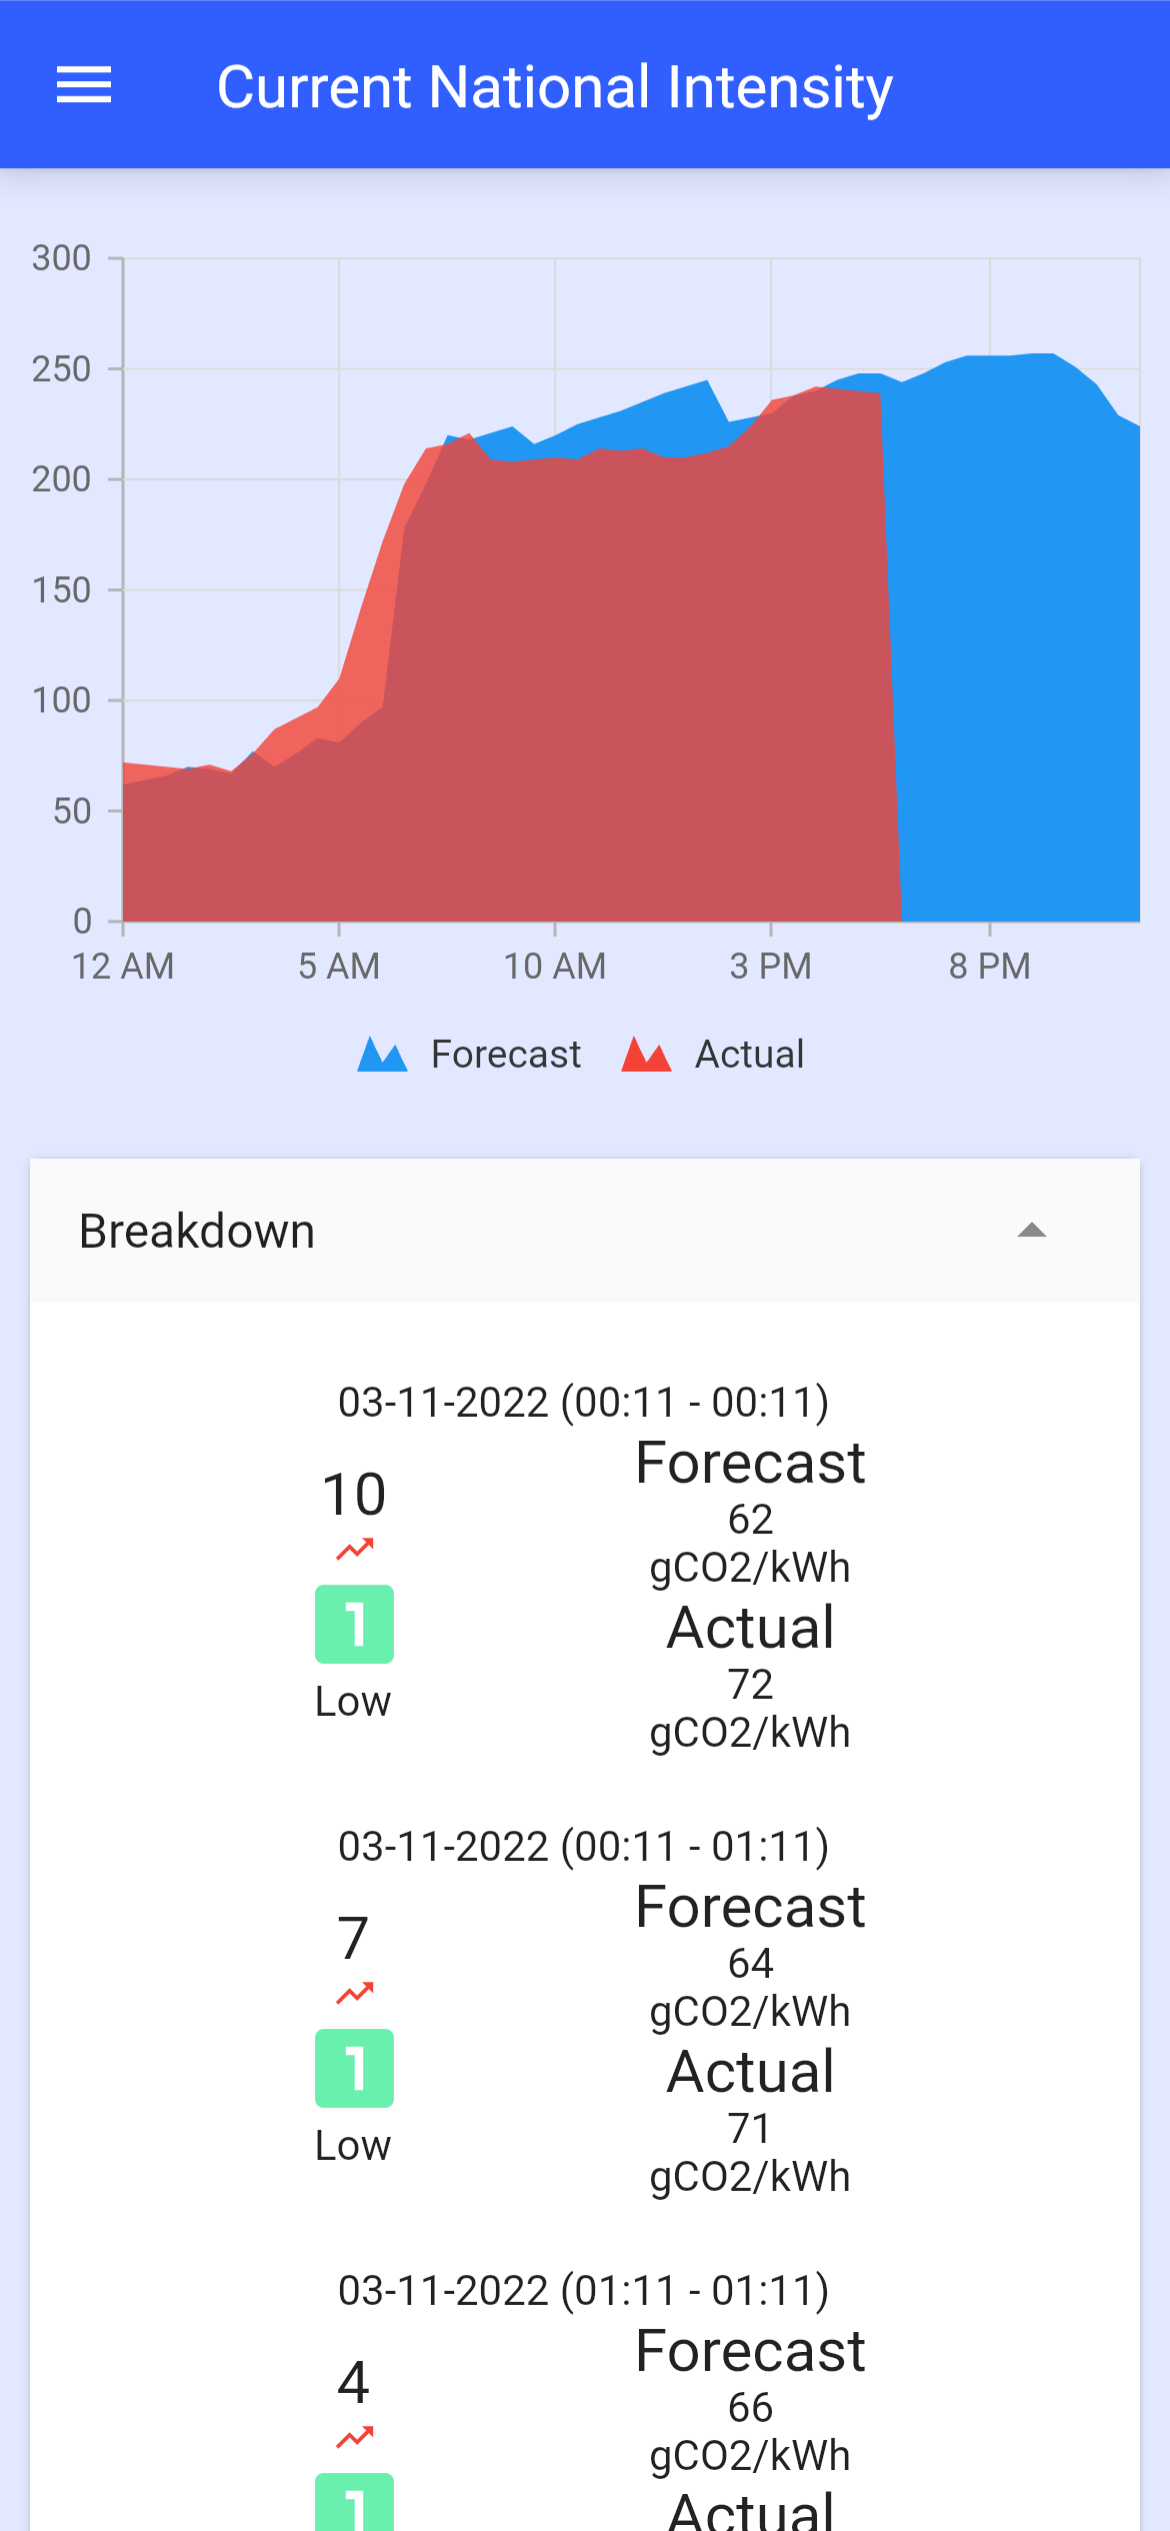 Current National Intensity
300
250
200
150
100
50
0
12 AM 5 AM 10 AM 3 PM 8 PM
Forecast Actual
Breakdown
03-11-2022 (00:11 - 00:11)
10
1
Low
Forecast
62
gCO2/kWh
Actual
72
gCO2/kWh
03-11-2022 (00:11 - 01:11)
7
1
Low
Forecast
64
gCO2/kWh
Actual
71
gCO2/kWh
03-11-2022 (01:11 - 01:11)
4
1
Forecast
66
gCO2/kWh
Actual